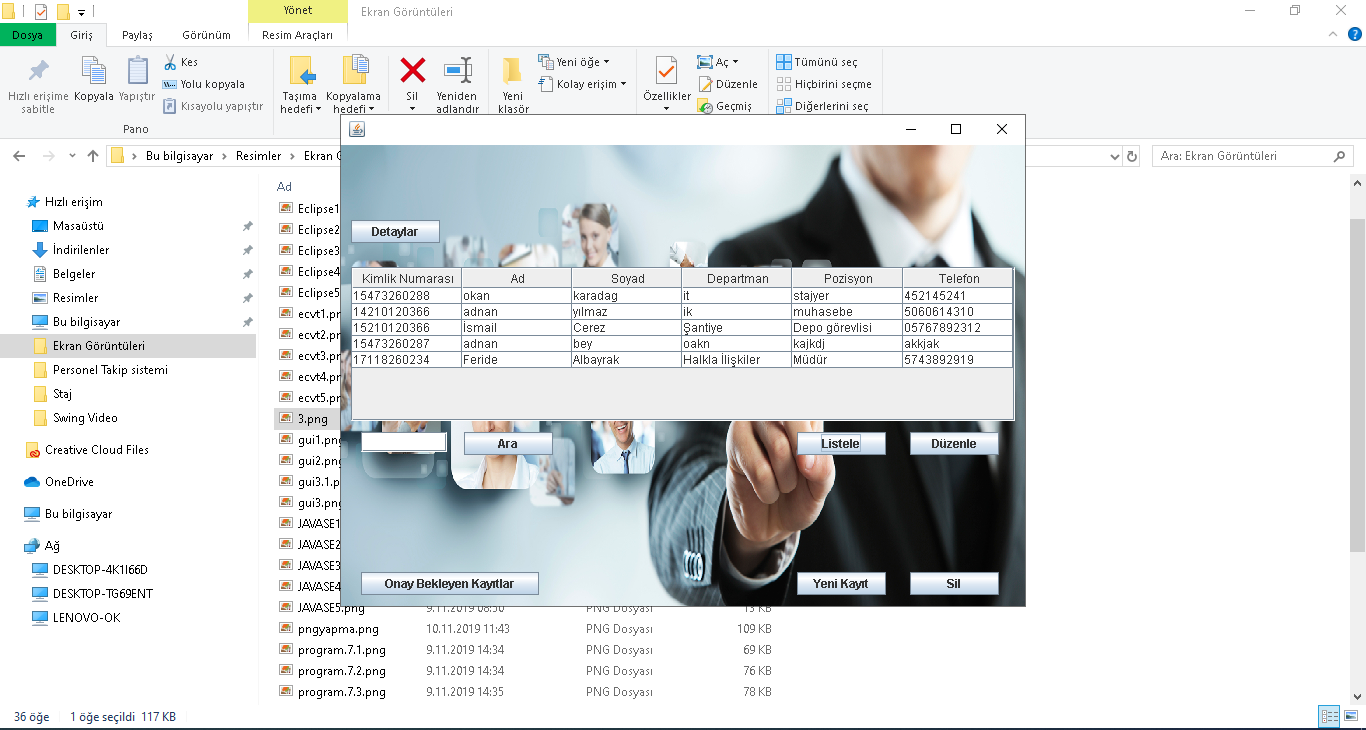 Yönet
Ekran Görüntüleri
Dosya
Giriş
Paylaş
Görünüm
Resim Araçları
Hızlı erişime sabitle
Kopyala
Yapıştır
Kes
Yolu kopyala
Kısayolu yapıştır
Pano
Taşıma hedefi
Kopyalama hedefi
Sil
Yeniden adlandır
Yeni klasör
Yeni öğe
Kolay erişim
Özellikler
Aç
Düzenle
Geçmiş
Tümünü seç
Hiçbirini seçme
Diğerlerini seç
Bu bilgisayar
Resimler
Ekran G
Ara: Ekran Görüntüleri
Hızlı erişim
Masaüstü
İndirilenler
Belgeler
Resimler
Bu bilgisayar
Ekran Görüntüleri
Personel Takip sistemi
Staj
Swing Video
Creative Cloud Files
OneDrive
Bu bilgisayar
Ağ
DESKTOP-4K1I66D
DESKTOP-TG69ENT
LENOVO-OK
Ad
Eclipse1
Eclipse2
Eclipse3
Eclipse4
Eclipse5
ecvt1.pn
ecvt2.pn
ecvt3.pn
ecvt4.pn
ecvt5.pn
3.png
gui1.png
gui2.png
gui3.1.p
gui3.png
JAVASE1
JAVASE2
JAVASE3
JAVASE4
JAVASE5.png 9.11.2019 08:50 PNG Dosyası 13 KB
pngyapma.png 10.11.2019 11:43 PNG Dosyası 109 KB
program.7.1.png 9.11.2019 14:34 PNG Dosyası 69 KB
program.7.2.png 9.11.2019 14:34 PNG Dosyası 76 KB
program.7.3.png 9.11.2019 14:35 PNG Dosyası 78 KB
Detaylar
Kimlik Numarası Ad Soyad Departman Pozisyon Telefon
15473260288 okan karadag it stajyer 452145241
14210120366 adnan yılmaz ik muhasebe 5060614310
15210120366 İsmail Cerez Şantiye Depo görevlisi 05767892312
15473260287 adnan bey oakn kajkdj akkjak
17118260234 Feride Albayrak Halkla İlişkiler Müdür 5743892919
Ara
Listele
Düzenle
Onay Bekleyen Kayıtlar
Yeni Kayıt
Sil
36 öğe
1 öğe seçildi 117 KB